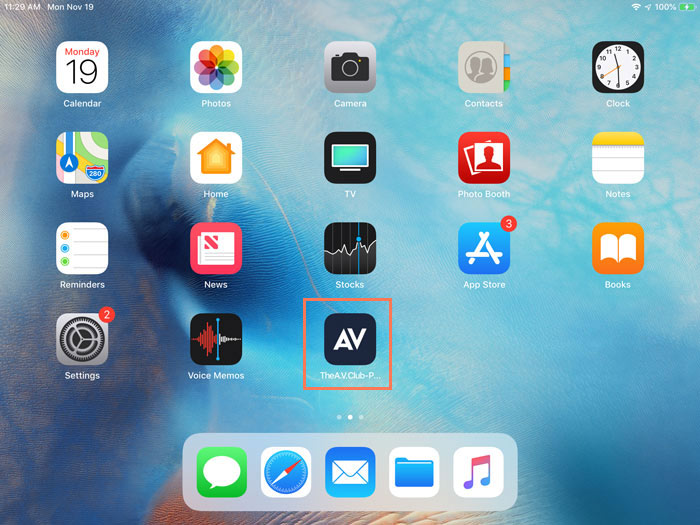 11:29 AM Mon Nov 19
100%
Monday
19
Calendar
Photos
Camera
Contacts
Clock
280
Maps
Home
TV
Photo Booth
Notes
Reminders
News
Stocks
3
App Store
Books
2
Settings
Voice Memos
AV
TheA.V.Club-P...